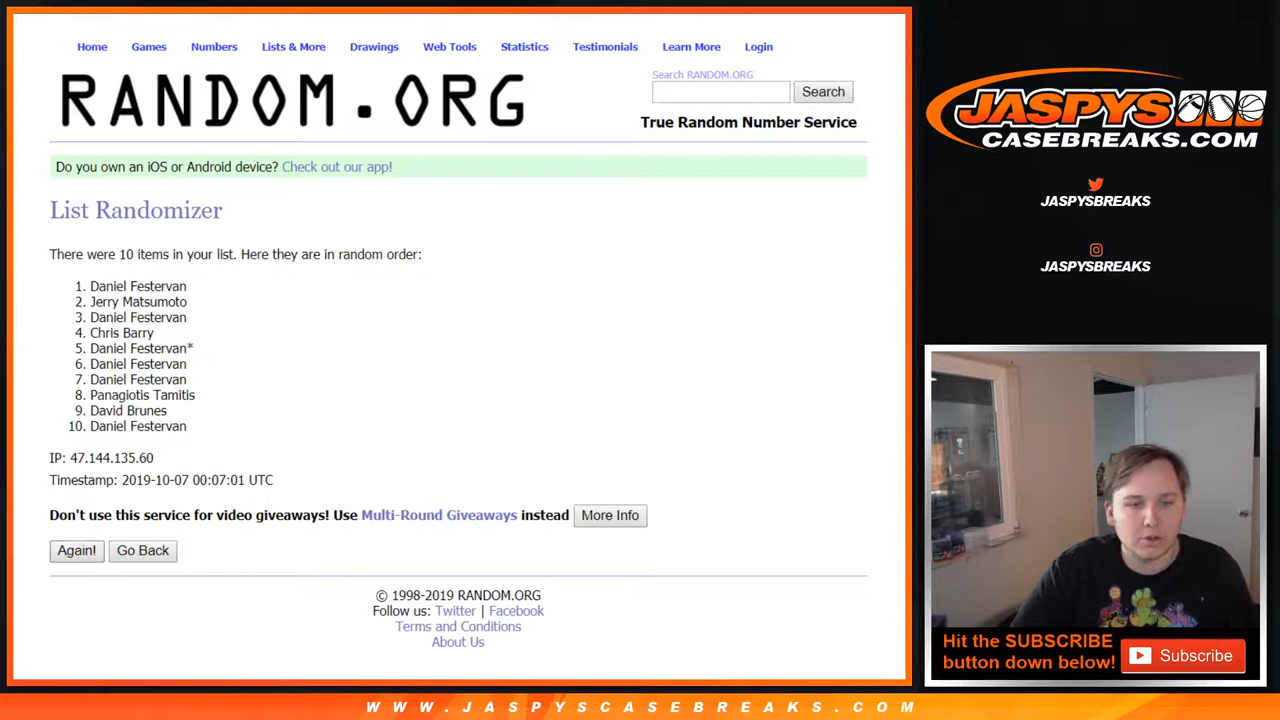 Home Games Numbers Lists & More Drawings Web Tools Statistics Testimonials Learn More Login
RANDOM.ORG
Search RANDOM.ORG
Search
True Random Number Service
Do you own an iOS or Android device? Check out our app!
List Randomizer
There were 10 items in your list. Here they are in random order:
1. Daniel Festervan
2. Jerry Matsumoto
3. Daniel Festervan
4. Chris Barry
5. Daniel Festervan*
6. Daniel Festervan
7. Daniel Festervan
8. Panagiotis Tamitis
9. David Brunes
10. Daniel Festervan
IP: 47.144.135.60
Timestamp: 2019-10-07 00:07:01 UTC
Don't use this service for video giveaways! Use Multi-Round Giveaways instead More Info
Again! Go Back
© 1998-2019 RANDOM.ORG
Follow us: Twitter | Facebook
Terms and Conditions
About Us
JASPYS
CASEBREAKS.COM
JASPYSBREAKS
JASPYSBREAKS
Hit the SUBSCRIBE
button down below!
Subscribe
WWW.JASPYSCASEBREAKS.COM